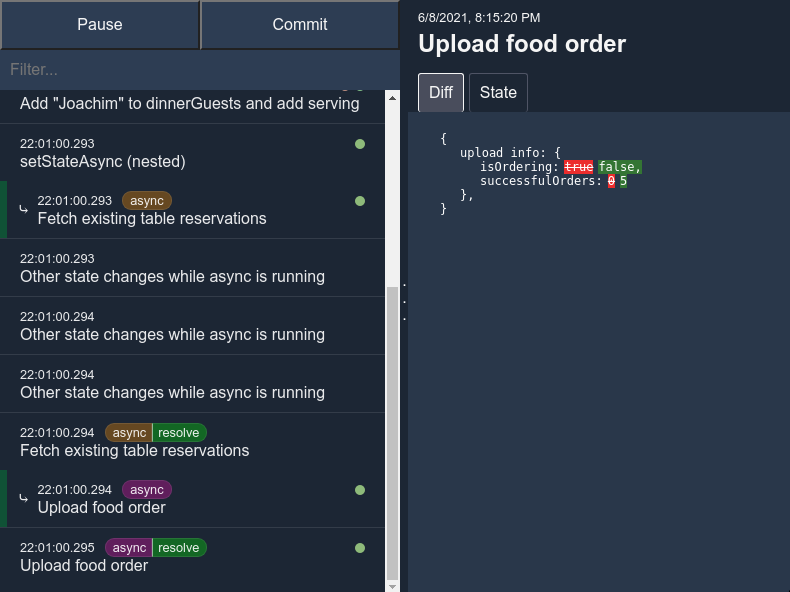 Pause
Commit
Filter...
Add "Joachim" to dinnerGuests and add serving
22:01:00.293
setStateAsync (nested)
22:01:00.293 async
Fetch existing table reservations
22:01:00.293
Other state changes while async is running
22:01:00.294
Other state changes while async is running
22:01:00.294
Other state changes while async is running
22:01:00.294 async resolve
Fetch existing table reservations
22:01:00.294 async
Upload food order
22:01:00.295 async resolve
Upload food order
6/8/2021, 8:15:20 PM
Upload food order
Diff
State
{
upload info: {
isOrdering: true false,
successfulOrders: 0 5
},
}